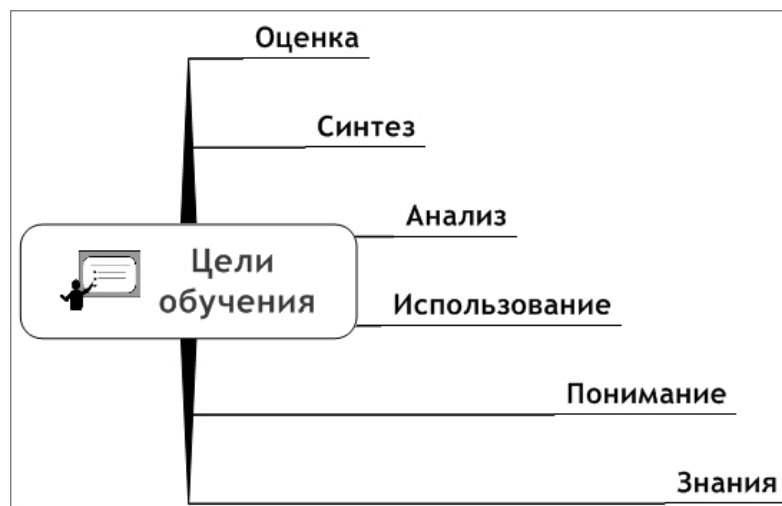 Оценка
Синтез
Анализ
Цели
обучения
Использование
Понимание
Знания